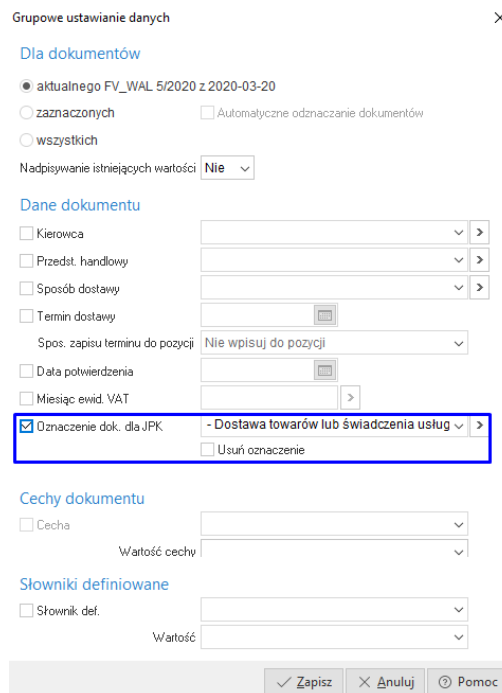 Grupowe ustawianie danych
Dla dokumentów
aktualnego FV_WAL 5/2020 z 2020-03-20
zaznaczonych Automatyczne odznaczanie dokumentów
wszystkich
Nadpisywanie istniejących wartości Nie
Dane dokumentu
Kierowca
Przedst. handlowy
Sposób dostawy
Termin dostawy
Spos. zapisu terminu do pozycji Nie wpisuj do pozycji
Data potwierdzenia
Miesiąc ewid. VAT
Oznaczenie dok. dla JPK - Dostawa towarów lub świadczenia usług
Usuń oznaczenie
Cechy dokumentu
Cecha
Wartość cechy
Słowniki definiowane
Słownik def.
Wartość
Zapisz Anuluj Pomoc